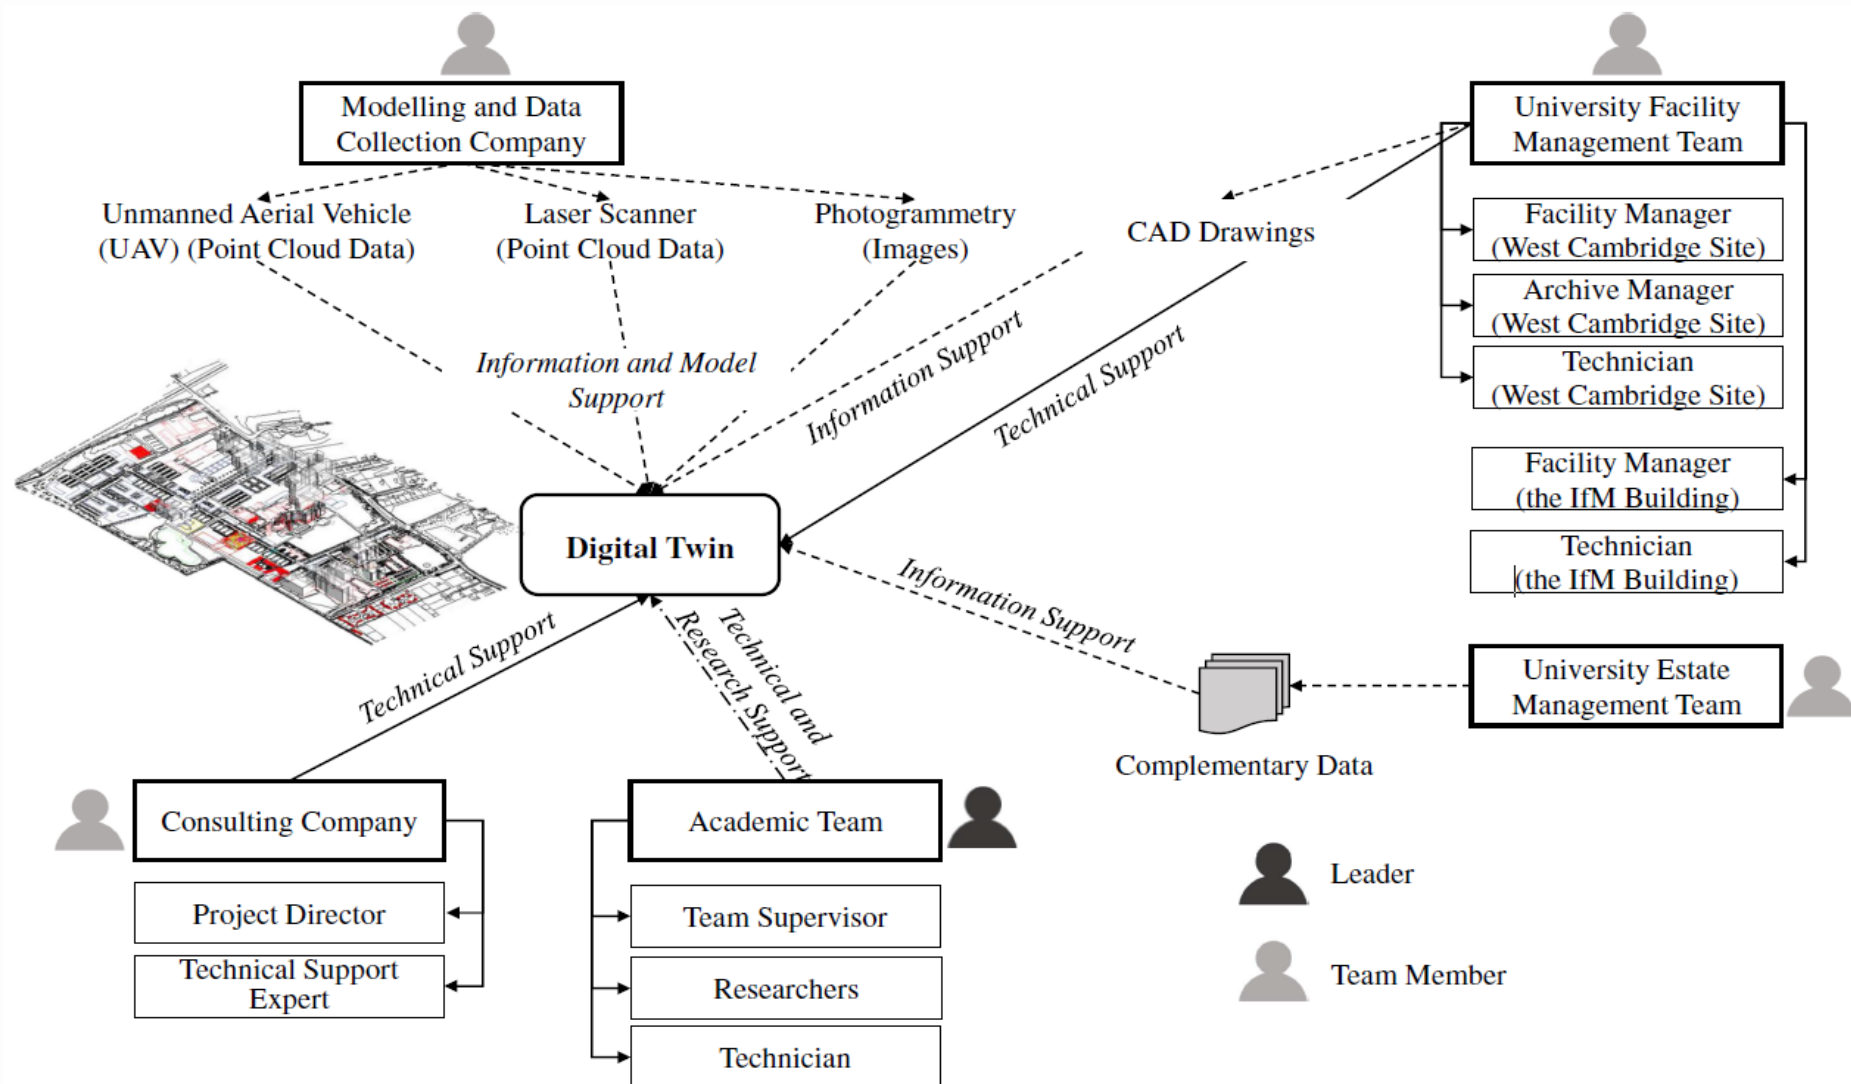 Modelling and Data
Collection Company
University Facility
Management Team
Unmanned Aerial Vehicle
(UAV) (Point Cloud Data)
Laser Scanner
(Point Cloud Data)
Photogrammetry
(Images)
CAD Drawings
Facility Manager
(West Cambridge Site)
Archive Manager
(West Cambridge Site)
Technician
(West Cambridge Site)
Facility Manager
(the IfM Building)
Technician
(the IfM Building)
Information and Model
Support
Information Support
Technical Support
Digital Twin
Information Support
Technical Support
Technical and
Research Support
University Estate
Management Team
Complementary Data
Consulting Company
Project Director
Technical Support
Expert
Academic Team
Team Supervisor
Researchers
Technician
Leader
Team Member